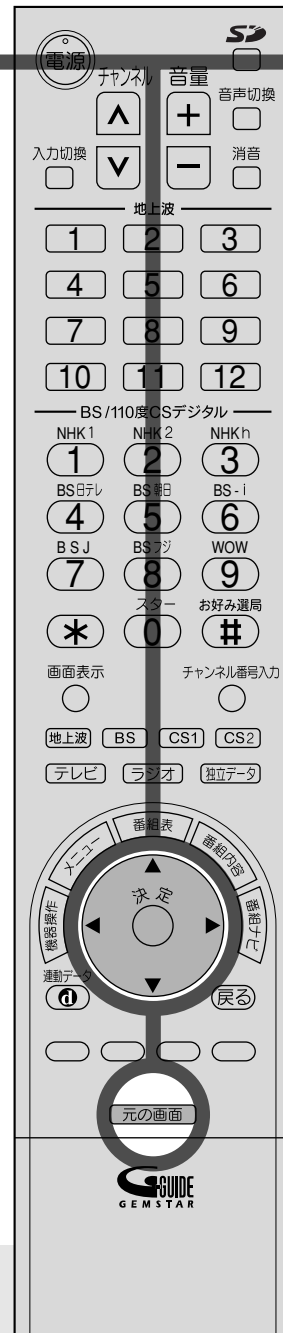 SD
電源
チャンネル 音量
音声切換
入力切換
消音
地上波
1 2 3
4 5 6
7 8 9
10 11 12
BS/110度CSデジタル
NHK1 NHK2 NHKh
1 2 3
BS日テレ BS朝日 BS-i
4 5 6
BSJ BSフジ WOW
7 8 9
スター お好み選局
* 0 #
画面表示 チャンネル番号入力
地上波 BS CS1 CS2
テレビ ラジオ 独立データ
機器操作 メニュー 番組表 番組内容 番組ナビ
決定
連動データ
d 戻る
元の画面
G-GUIDE
GEMSTAR